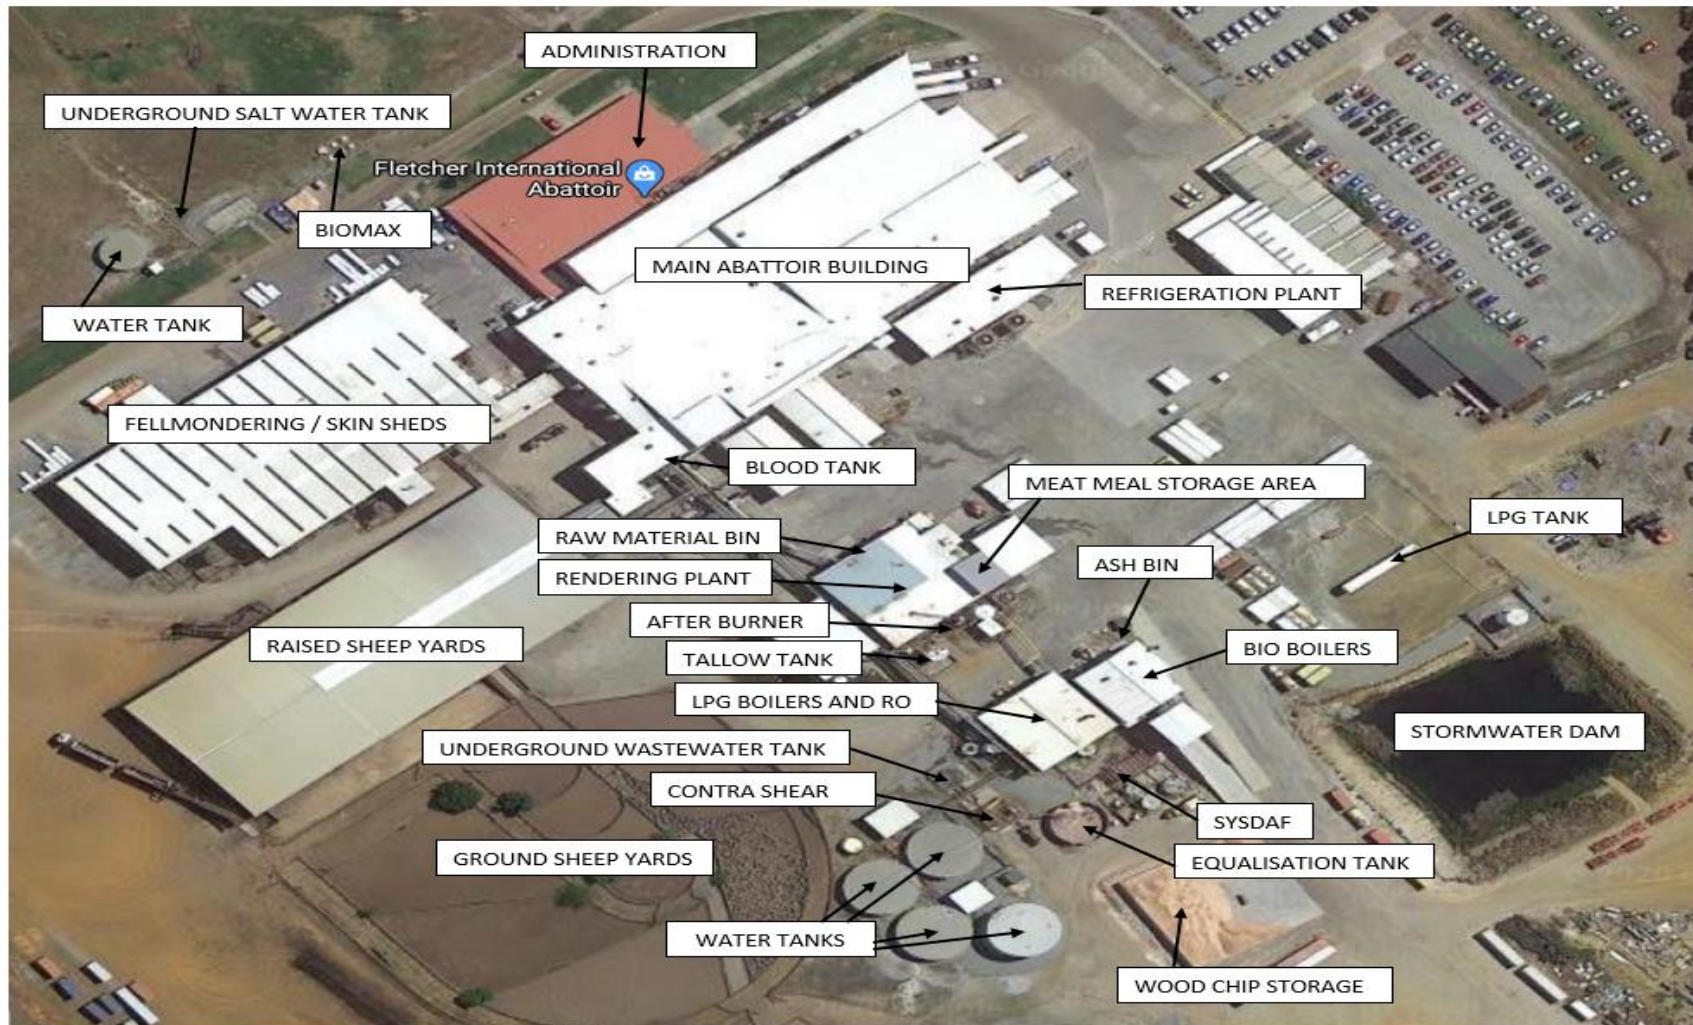 ADMINISTRATION
UNDERGROUND SALT WATER TANK
Fletcher International
Abattoir
BIOMAX
MAIN ABATTOIR BUILDING
REFRIGERATION PLANT
WATER TANK
FELLMONDERING / SKIN SHEDS
BLOOD TANK
MEAT MEAL STORAGE AREA
LPG TANK
RAW MATERIAL BIN
ASH BIN
RENDERING PLANT
AFTER BURNER
RAISED SHEEP YARDS
BIO BOILERS
TALLOW TANK
LPG BOILERS AND RO
STORMWATER DAM
UNDERGROUND WASTEWATER TANK
CONTRA SHEAR
SYSDAF
GROUND SHEEP YARDS
EQUALISATION TANK
WATER TANKS
WOOD CHIP STORAGE